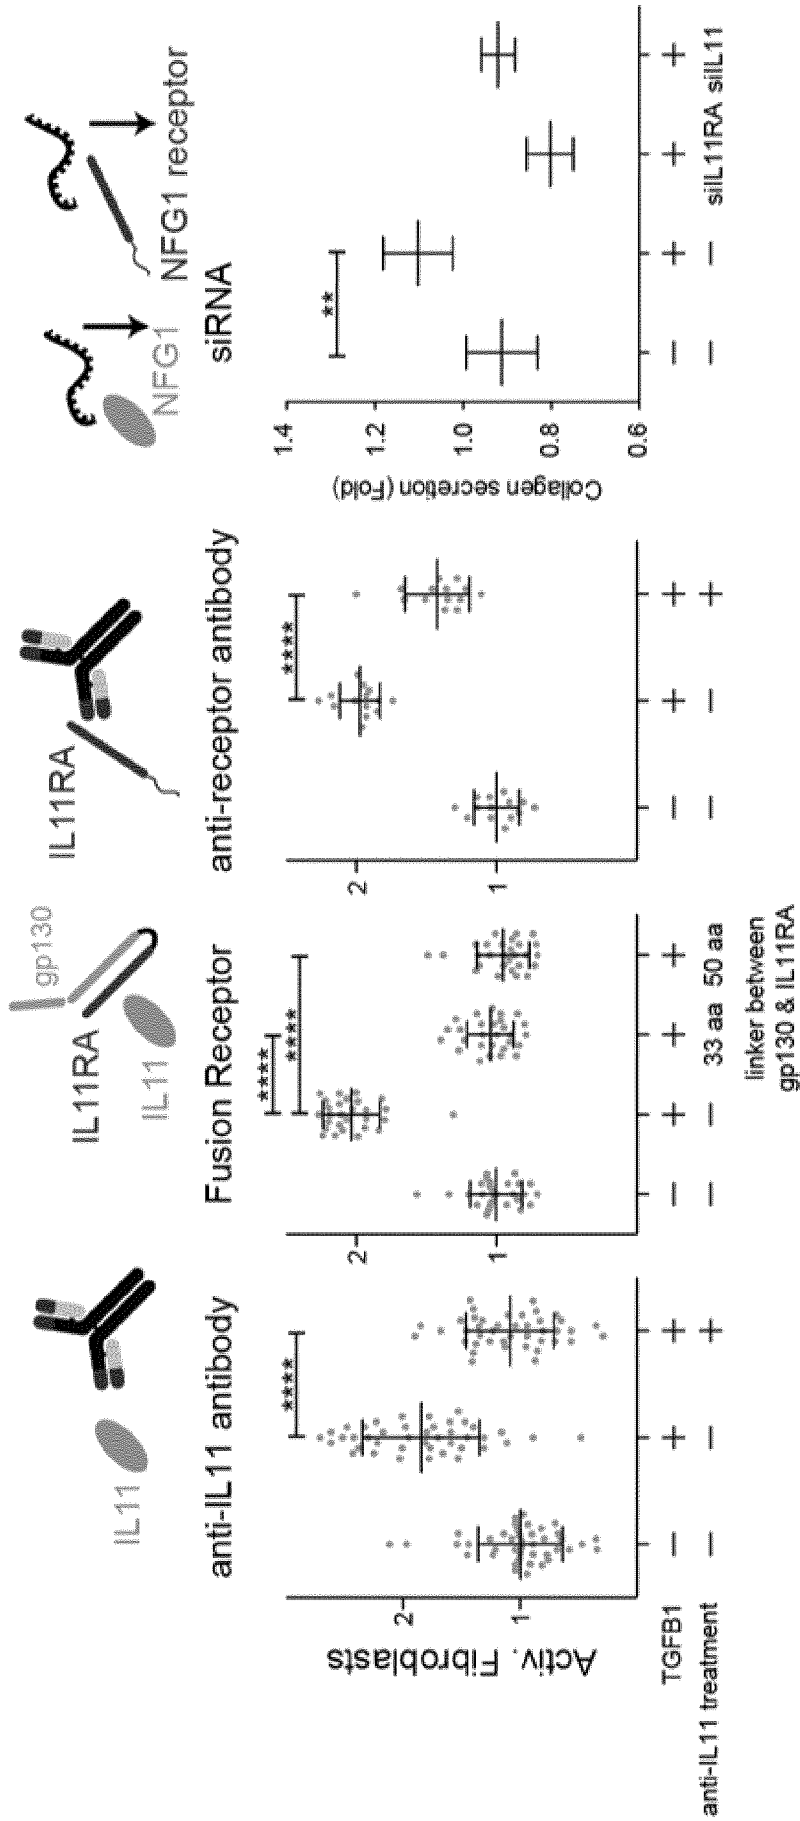 IL11
anti-IL11 antibody
****
2
1
Activ. Fibroblasts
TGFB1 − + +
anti-IL11 treatment − − +
IL11RA
gp130
IL11
Fusion Receptor
****
****
2
1
− + + +
− − 33 aa 50 aa
linker between
gp130 & IL11RA
IL11RA
anti-receptor antibody
****
2
1
− + +
− − +
NFG1
NFG1 receptor
siRNA
**
1.4
1.2
1.0
0.8
0.6
Collagen secretion (Fold)
− + + +
− − siIL11RA siIL11